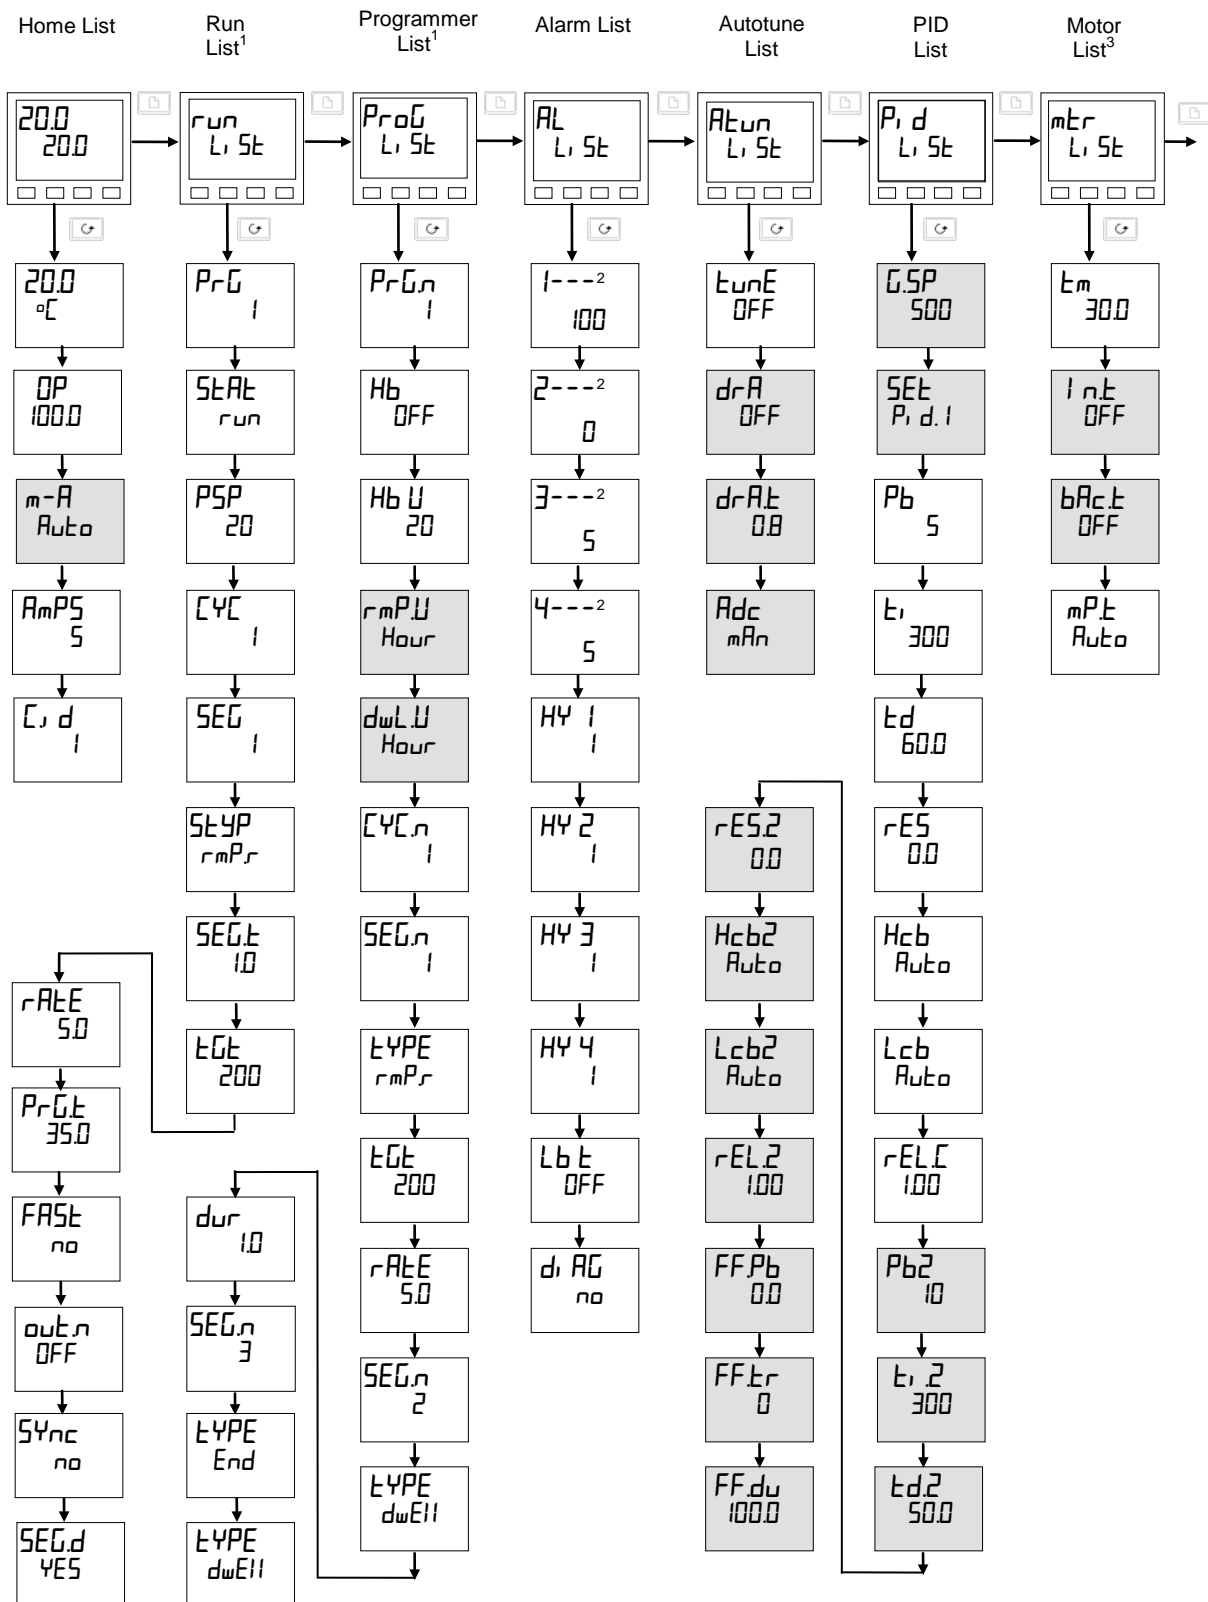 Home List
Run
List1
Programmer
List1
Alarm List
Autotune
List
PID
List
Motor
List3
20.0
20.0
run
LiSt
ProG
LiSt
AL
LiSt
Atun
LiSt
Pid
LiSt
mtr
LiSt
20.0
°C
OP
100.0
m-A
Auto
AmPS
5
C.id
1
PrG
1
StAt
run
PSP
20
CYC
1
SEG
1
StYP
rmP.r
SEG.t
1.0
tGt
200
rAtE
5.0
PrG.t
35.0
FASt
no
out.n
OFF
SYnc
no
SEG.d
YES
PrG.n
1
Hb
OFF
Hb U
20
rmP.U
Hour
dwL.U
Hour
CYC.n
1
SEG.n
1
tYPE
rmP.r
tGt
200
rAtE
5.0
SEG.n
2
tYPE
dwEll
dur
1.0
SEG.n
3
tYPE
End
tYPE
dwEll
1---2
100
2---2
0
3---2
5
4---2
5
HY 1
1
HY 2
1
HY 3
1
HY 4
1
Lb t
OFF
diAG
no
tunE
OFF
drA
OFF
drA.t
0.8
Adc
mAn
G.SP
500
SEt
Pid.1
Pb
5
ti
300
td
60.0
rES
0.0
Hcb
Auto
Lcb
Auto
rEL.C
1.00
Pb2
10
ti.2
300
td.2
50.0
rES.2
0.0
Hcb2
Auto
Lcb2
Auto
rEL.2
1.00
FF.Pb
0.0
FF.tr
0
FF.du
100.0
tm
30.0
In.t
OFF
bAc.t
OFF
mP.t
Auto